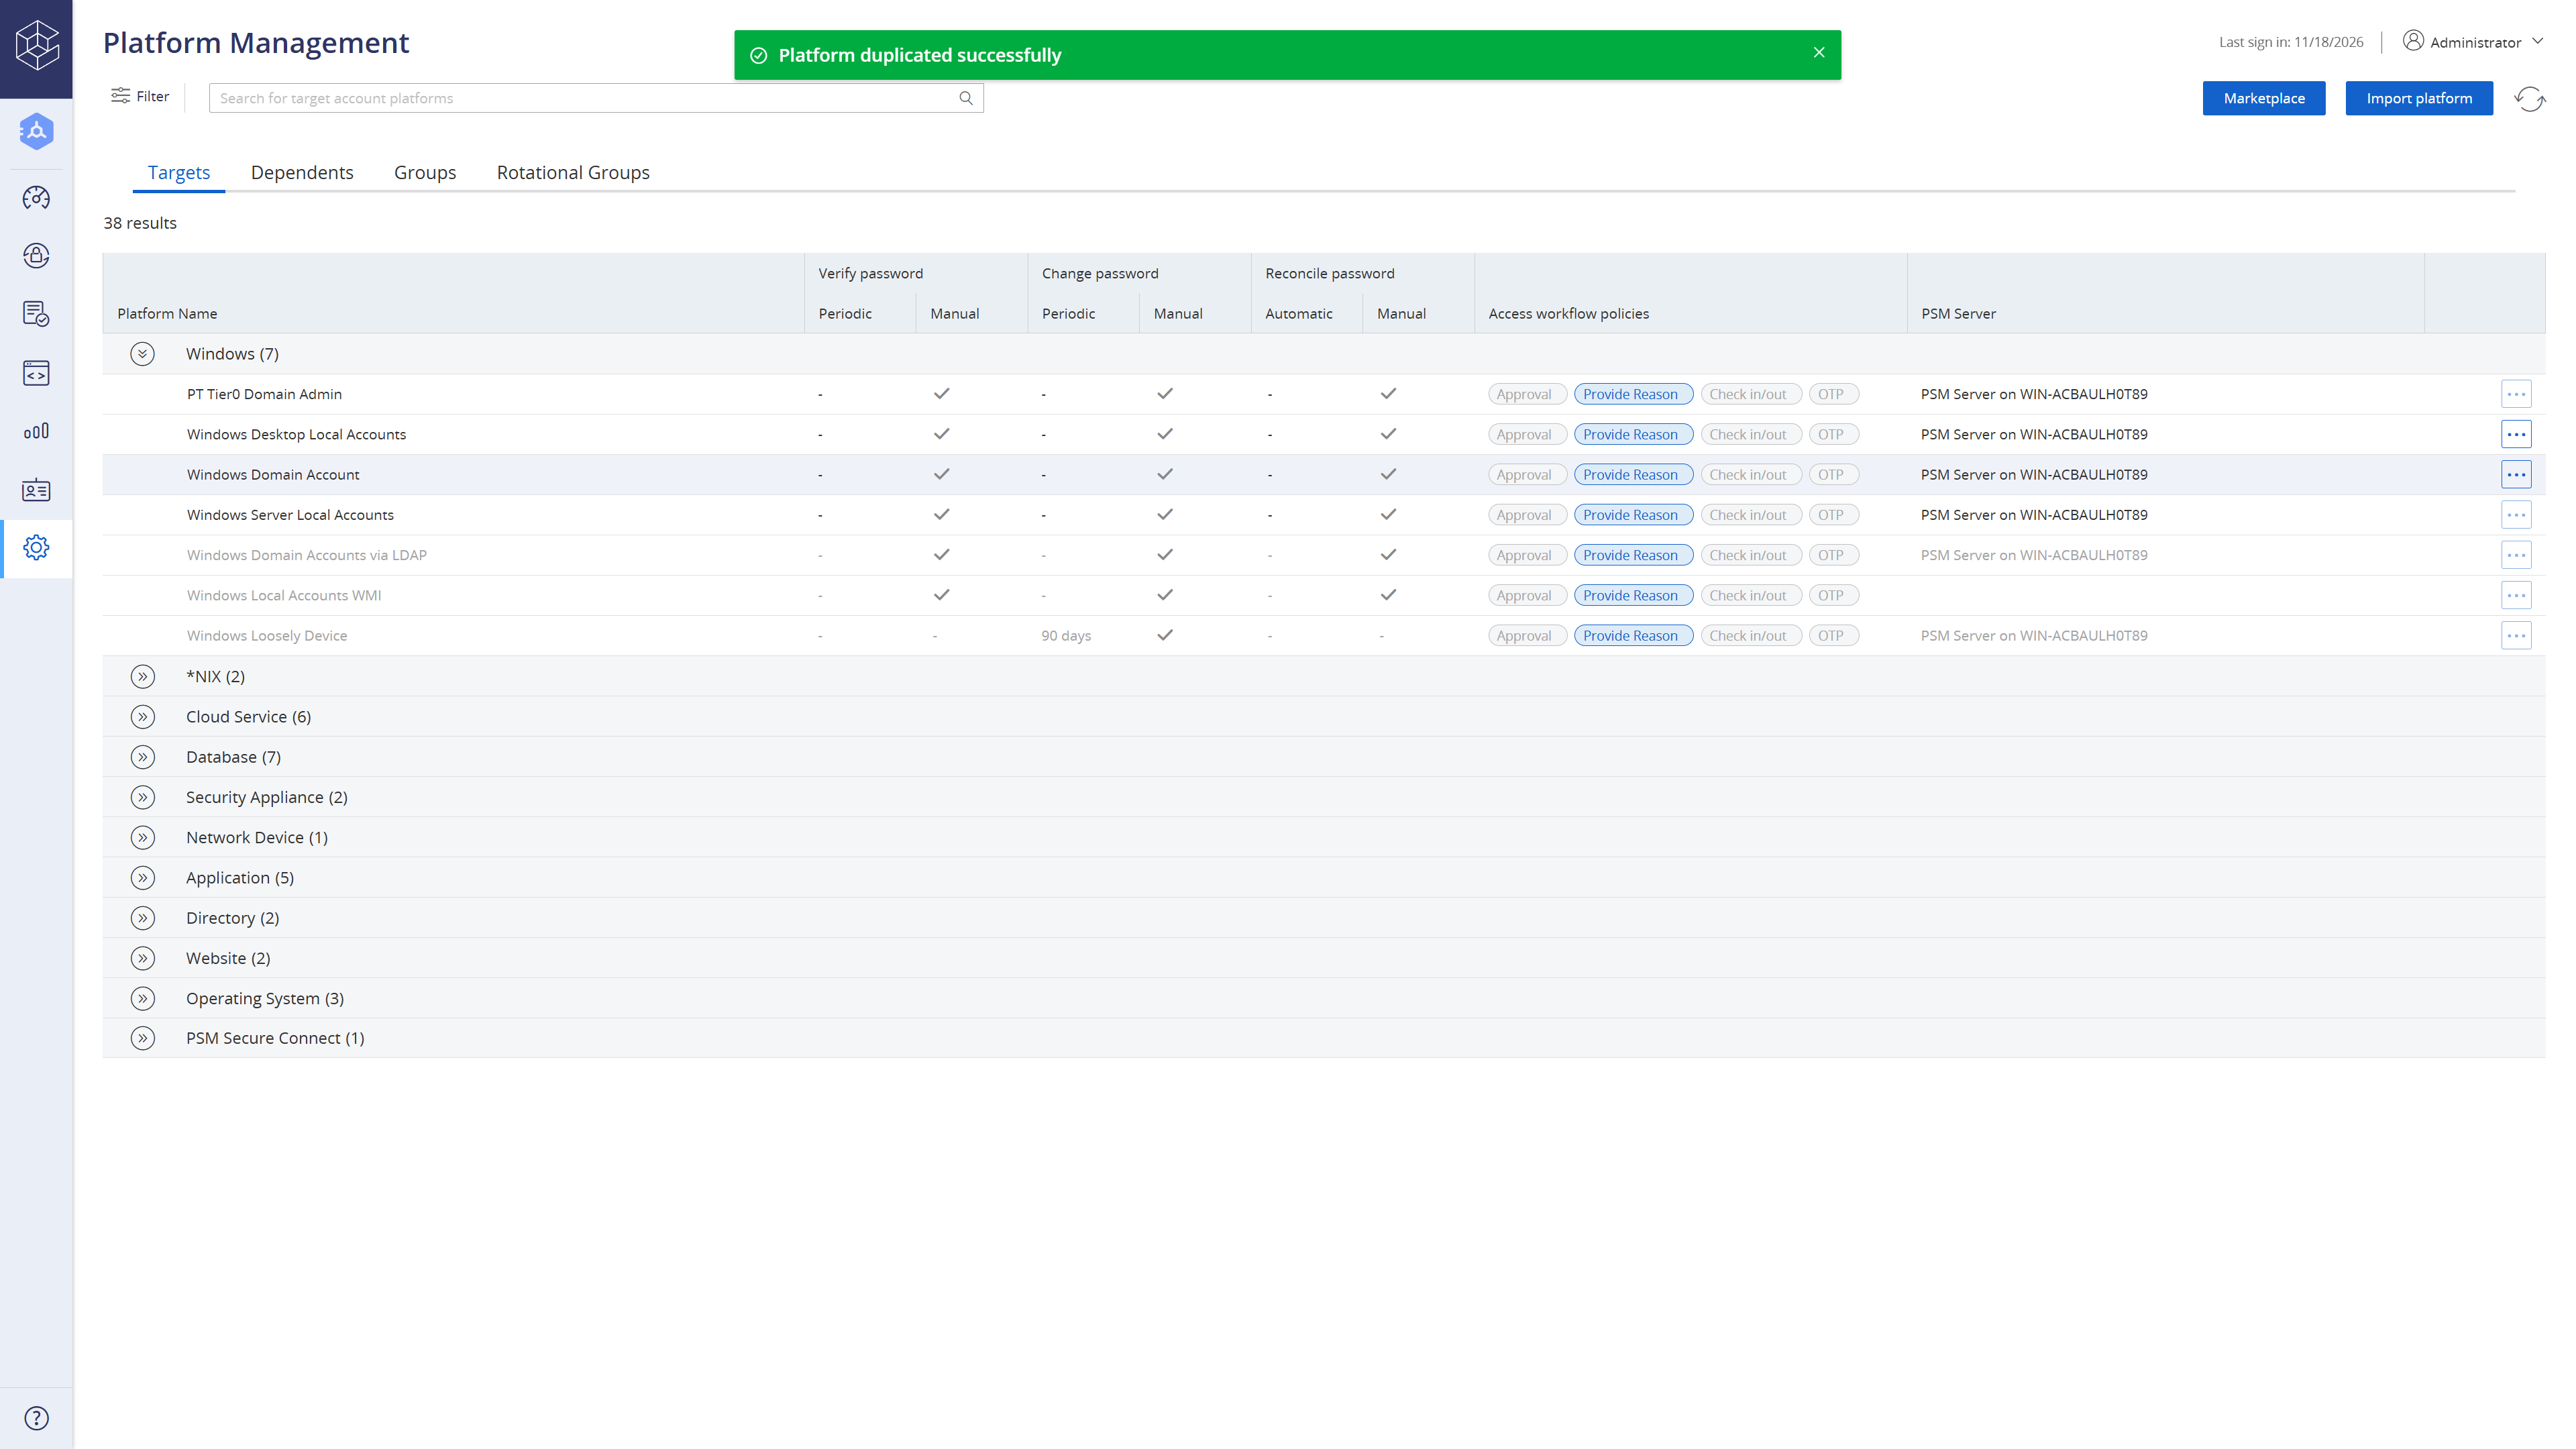 Platform Management
Platform duplicated successfully
Last sign in: 11/18/2026
Administrator
Filter
Search for target account platforms
Marketplace
Import platform
Targets Dependents Groups Rotational Groups
38 results
Verify password Change password Reconcile password
Platform Name Periodic Manual Periodic Manual Automatic Manual Access workflow policies PSM Server
Windows (7)
PT Tier0 Domain Admin - - - Approval Provide Reason Check in/out OTP PSM Server on WIN-ACBAULH0T89
Windows Desktop Local Accounts - - - Approval Provide Reason Check in/out OTP PSM Server on WIN-ACBAULH0T89
Windows Domain Account - - - Approval Provide Reason Check in/out OTP PSM Server on WIN-ACBAULH0T89
Windows Server Local Accounts - - - Approval Provide Reason Check in/out OTP PSM Server on WIN-ACBAULH0T89
Windows Domain Accounts via LDAP - - - Approval Provide Reason Check in/out OTP PSM Server on WIN-ACBAULH0T89
Windows Local Accounts WMI - - - Approval Provide Reason Check in/out OTP
Windows Loosely Device - - 90 days - - Approval Provide Reason Check in/out OTP PSM Server on WIN-ACBAULH0T89
*NIX (2)
Cloud Service (6)
Database (7)
Security Appliance (2)
Network Device (1)
Application (5)
Directory (2)
Website (2)
Operating System (3)
PSM Secure Connect (1)